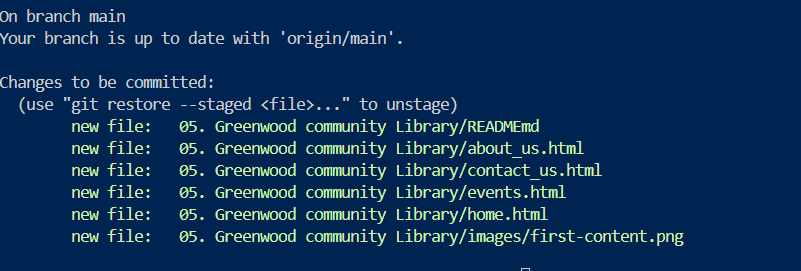 On branch main
Your branch is up to date with 'origin/main'.
Changes to be committed:
(use "git restore --staged <file>..." to unstage)
new file: 05. Greenwood community Library/READMEmd
new file: 05. Greenwood community Library/about_us.html
new file: 05. Greenwood community Library/contact_us.html
new file: 05. Greenwood community Library/events.html
new file: 05. Greenwood community Library/home.html
new file: 05. Greenwood community Library/images/first-content.png